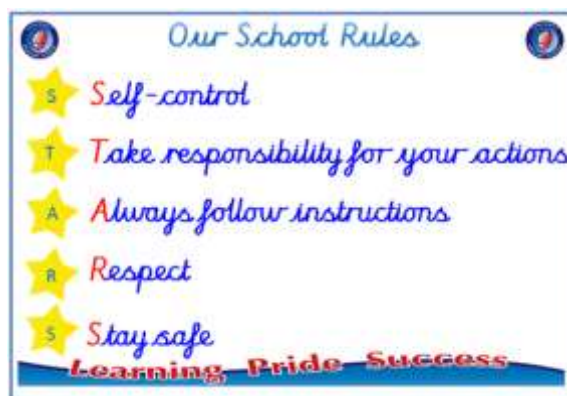 Our School Rules
S Self-control
T Take responsibility for your actions
A Always follow instructions
R Respect
S Stay safe
Learning Pride Success